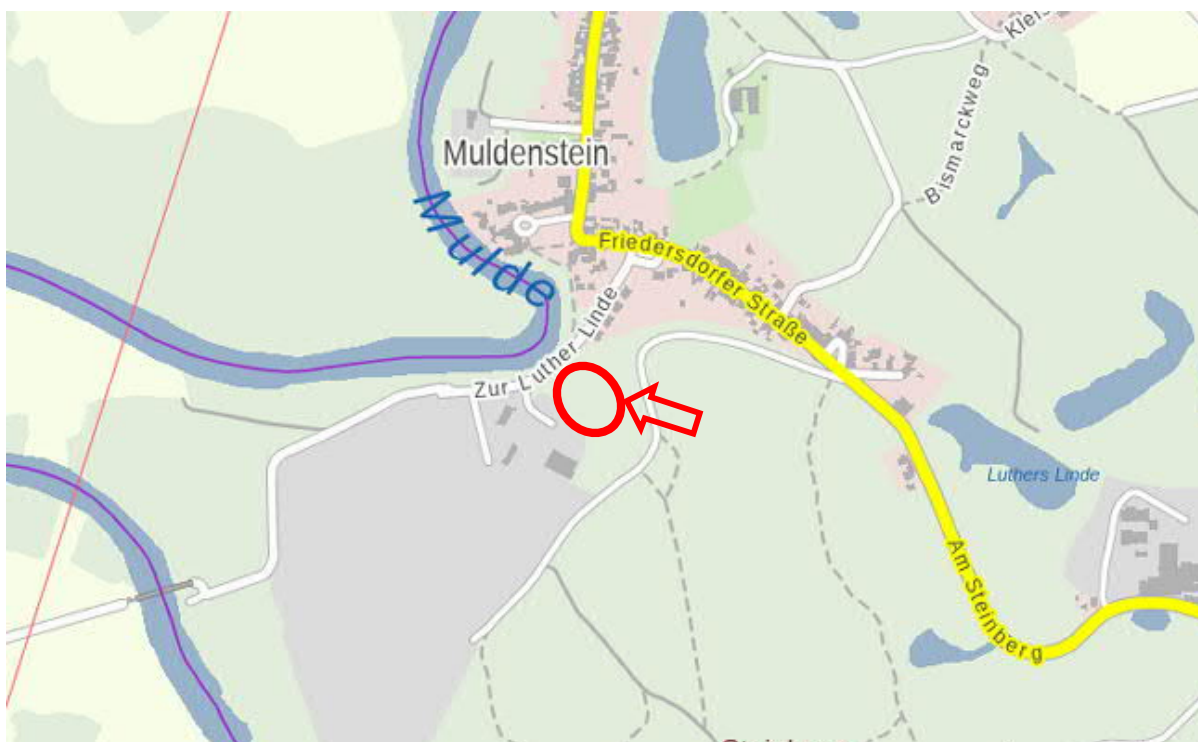 Muldenstein
Mulde
Friedersdorfer Straße
Zur Luther Linde
Bismarckweg
Luthers Linde
Am Steinberg